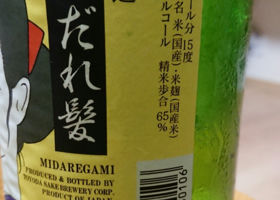 だれ髪
MIDAREGAMI
PRODUCED & BOTTLED BY
TOYODA SAKE BREWERY CORP.
PRODUCT OF JAPAN
ール分 15度
名 米(国産)・米麹(国産米)
ルコール
精米歩合 65%